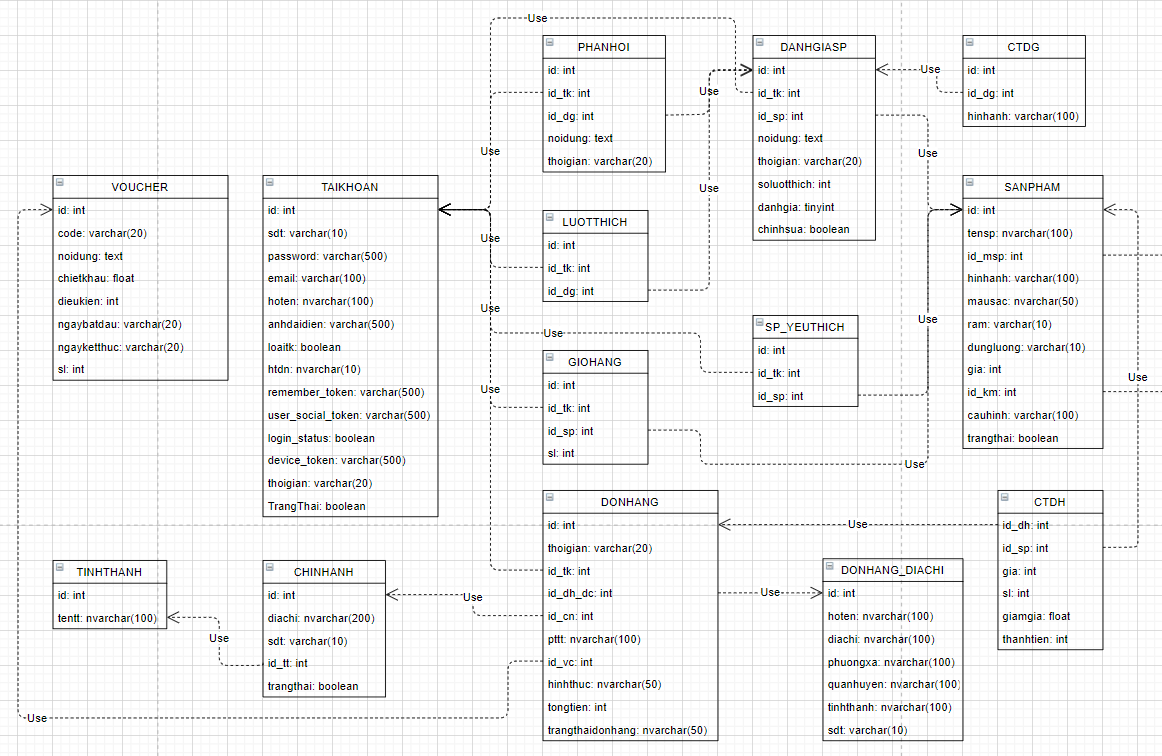 Use
PHANHOI
id: int
id_tk: int
id_dg: int
noidung: text
thoigian: varchar(20)
Use
DANHGIASP
id: int
id_tk: int
id_sp: int
noidung: text
thoigian: varchar(20)
soluotthich: int
danhgia: tinyint
chinhsua: boolean
Use
CTDG
id: int
id_dg: int
hinhanh: varchar(100)
Use
Use
Use
VOUCHER
id: int
code: varchar(20)
noidung: text
chietkhau: float
dieukien: int
ngaybatdau: varchar(20)
ngayketthuc: varchar(20)
sl: int
TAIKHOAN
id: int
sdt: varchar(10)
password: varchar(500)
email: varchar(100)
hoten: nvarchar(100)
anhdaidien: varchar(500)
loaitk: boolean
htdn: nvarchar(10)
remember_token: varchar(500)
user_social_token: varchar(500)
login_status: boolean
device_token: varchar(500)
thoigian: varchar(20)
TrangThai: boolean
Use
Use
Use
Use
LUOTTHICH
id: int
id_tk: int
id_dg: int
GIOHANG
id: int
id_tk: int
id_sp: int
sl: int
SP_YEUTHICH
id: int
id_tk: int
id_sp: int
Use
Use
SANPHAM
id: int
tensp: nvarchar(100)
id_msp: int
hinhanh: varchar(100)
mausac: nvarchar(50)
ram: varchar(10)
dungluong: varchar(10)
gia: int
id_km: int
cauhinh: varchar(100)
trangthai: boolean
Use
TINHTHANH
id: int
tentt: nvarchar(100)
Use
CHINHANH
id: int
diachi: nvarchar(200)
sdt: varchar(10)
id_tt: int
trangthai: boolean
Use
DONHANG
id: int
thoigian: varchar(20)
id_tk: int
id_dh_dc: int
id_cn: int
pttt: nvarchar(100)
id_vc: int
hinhthuc: nvarchar(50)
tongtien: int
trangthaidonhang: nvarchar(50)
Use
Use
DONHANG_DIACHI
id: int
hoten: nvarchar(100)
diachi: nvarchar(100)
phuongxa: nvarchar(100)
quanhuyen: nvarchar(100)
tinhthanh: nvarchar(100)
sdt: varchar(10)
CTDH
id_dh: int
id_sp: int
gia: int
sl: int
giamgia: float
thanhtien: int
Use